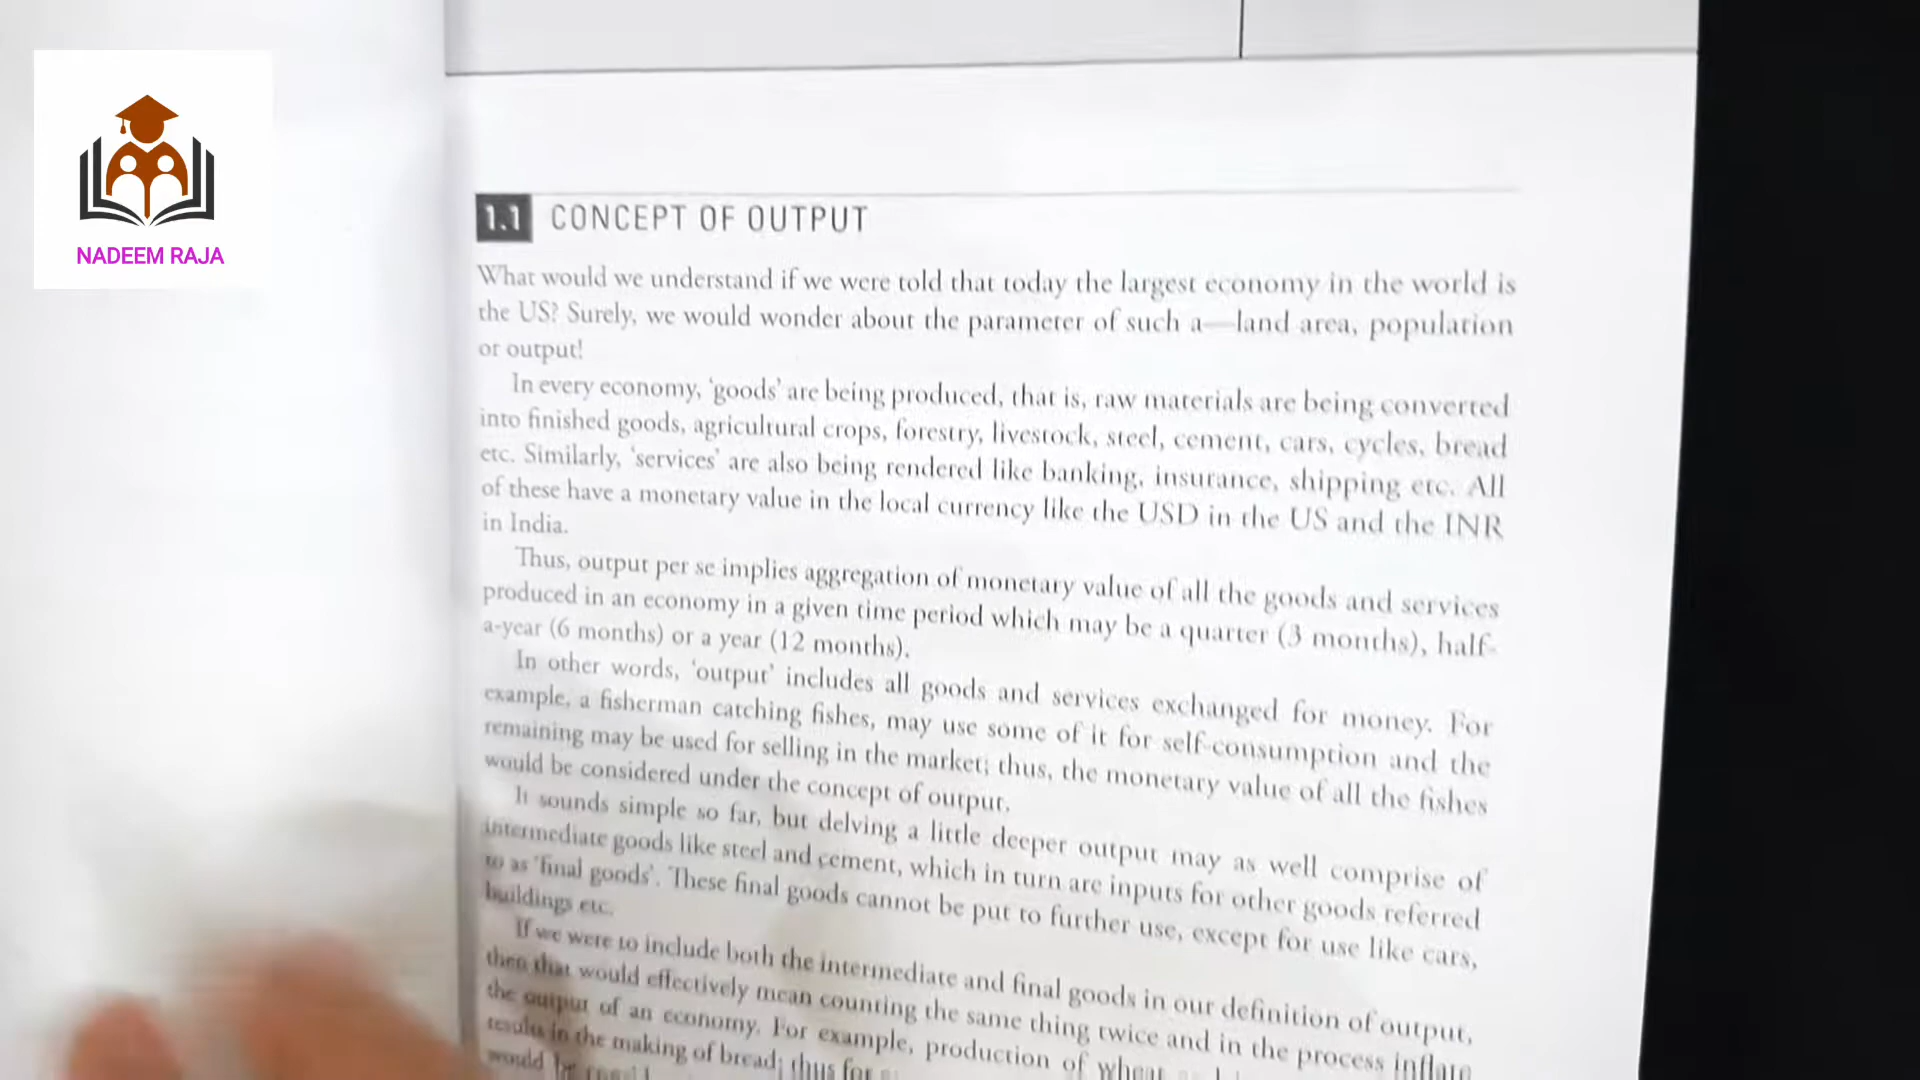 NADEEM RAJA
1.1 CONCEPT OF OUTPUT
What would we understand if we were told that today the largest economy in the world is
the US? Surely, we would wonder about the parameter of such a—land area, population
or output!
In every economy, 'goods' are being produced, that is, raw materials are being converted
into finished goods, agricultural crops, forestry, livestock, steel, cement, cars, cycles, bread
etc. Similarly, 'services' are also being rendered like banking, insurance, shipping etc. All
of these have a monetary value in the local currency like the USD in the US and the INR
in India.
Thus, output per se implies aggregation of monetary value of all the goods and services
produced in an economy in a given time period which may be a quarter (3 months), half-
a-year (6 months) or a year (12 months).
In other words, 'output' includes all goods and services exchanged for money. For
example, a fisherman catching fishes, may use some of it for self-consumption and the
remaining may be used for selling in the market; thus, the monetary value of all the fishes
would be considered under the concept of output.
It sounds simple so far, but delving a little deeper output may as well comprise of
intermediate goods like steel and cement, which in turn are inputs for other goods referred
to as 'final goods'. These final goods cannot be put to further use, except for use like cars,
buildings etc.
If we were to include both the intermediate and final goods in our definition of output,
then that would effectively mean counting the same thing twice and in the process inflate
the output of an economy. For example, production of wheat
results in the making of bread; thus for
would be